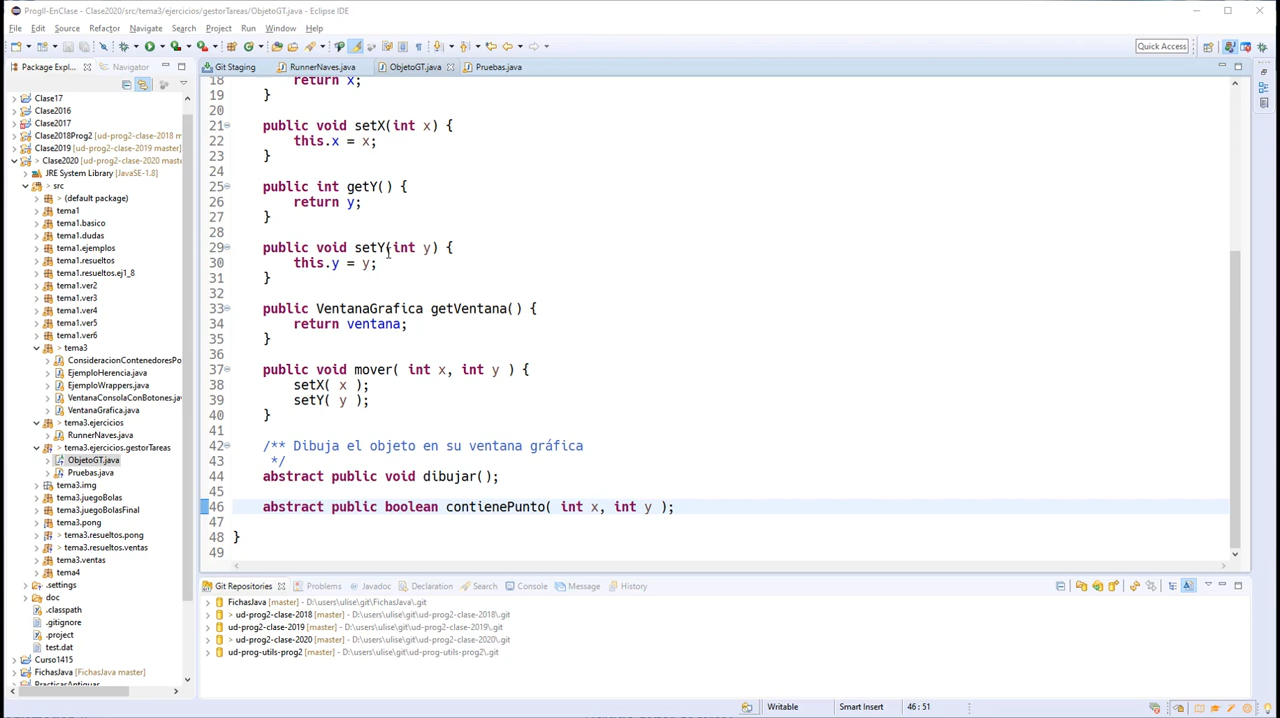 ProgII-EnClase - Clase2020/src/tema3/ejercicios/gestorTareas/ObjetoGT.java - Eclipse IDE
File Edit Source Refactor Navigate Search Project Run Window Help
Quick Access
Package Expl... Navigator
Git Staging RunnerNaves.java ObjetoGT.java Pruebas.java
Clase17
Clase2016
Clase2017
Clase2018Prog2 [ud-prog2-clase-2018 m
Clase2019 [ud-prog2-clase-2019 master]
> Clase2020 [ud-prog2-clase-2020 maste
JRE System Library [JavaSE-1.8]
> src
(default package)
tema1
tema1.basico
tema1.dudas
tema1.ejemplos
tema1.resueltos
tema1.resueltos.ej1_8
tema1.ver2
tema1.ver3
tema1.ver4
tema1.ver5
tema1.ver6
> tema3
ConsideracionContenedoresPo
EjemploHerencia.java
EjemploWrappers.java
VentanaConsolaConBotones.jav
VentanaGrafica.java
> tema3.ejercicios
RunnerNaves.java
> tema3.ejercicios.gestorTareas
ObjetoGT.java
Pruebas.java
tema3.img
tema3.juegoBolas
tema3.juegoBolasFinal
tema3.pong
> tema3.resueltos.pong
> tema3.resueltos.ventas
tema3.ventas
tema4
.settings
doc
.classpath
.gitignore
.project
test.dat
Curso1415
FichasJava [FichasJava master]
PracticasAntiguas
18 return x;
19 }
20
21 public void setX(int x) {
22 this.x = x;
23 }
24
25 public int getY() {
26 return y;
27 }
28
29 public void setY(int y) {
30 this.y = y;
31 }
32
33 public VentanaGrafica getVentana() {
34 return ventana;
35 }
36
37 public void mover( int x, int y ) {
38 setX( x );
39 setY( y );
40 }
41
42 /** Dibuja el objeto en su ventana gráfica
43 */
44 abstract public void dibujar();
45
46 abstract public boolean contienePunto( int x, int y );
47
48 }
49
Git Repositories Problems Javadoc Declaration Search Console Message History
FichasJava [master] - D:\users\ulise\git\FichasJava\.git
> ud-prog2-clase-2018 [master] - D:\users\ulise\git\ud-prog2-clase-2018\.git
ud-prog2-clase-2019 [master] - D:\users\ulise\git\ud-prog2-clase-2019\.git
> ud-prog2-clase-2020 [master] - D:\users\ulise\git\ud-prog2-clase-2020\.git
ud-prog-utils-prog2 [master] - D:\users\ulise\git\ud-prog-utils-prog2\.git
Writable Smart Insert 46 : 51